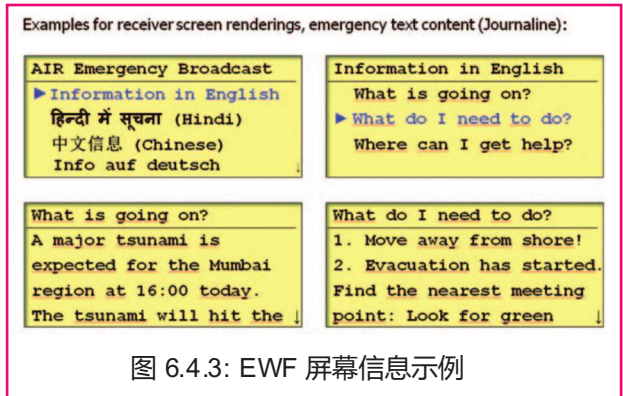 Examples for receiver screen renderings, emergency text content (Journaline):
AIR Emergency Broadcast
▶Information in English
हिन्दी में सूचना (Hindi)
中文信息 (Chinese)
Info auf deutsch ↓
Information in English
What is going on?
▶ What do I need to do?
Where can I get help?
What is going on?
A major tsunami is
expected for the Mumbai
region at 16:00 today.
The tsunami will hit the ↓
What do I need to do?
1. Move away from shore!
2. Evacuation has started.
Find the nearest meeting
point: Look for green ↓
图 6.4.3: EWF 屏幕信息示例